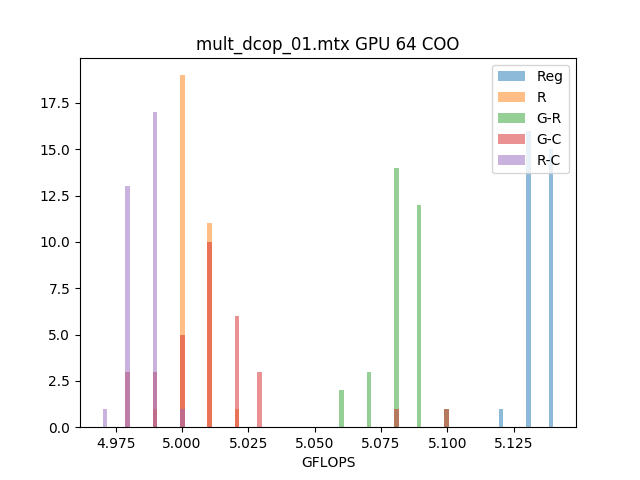 mult_dcop_01.mtx GPU 64 COO
17.5
15.0
12.5
10.0
7.5
5.0
2.5
0.0
Reg
R
G-R
G-C
R-C
4.975 5.000 5.025 5.050 5.075 5.100 5.125
GFLOPS